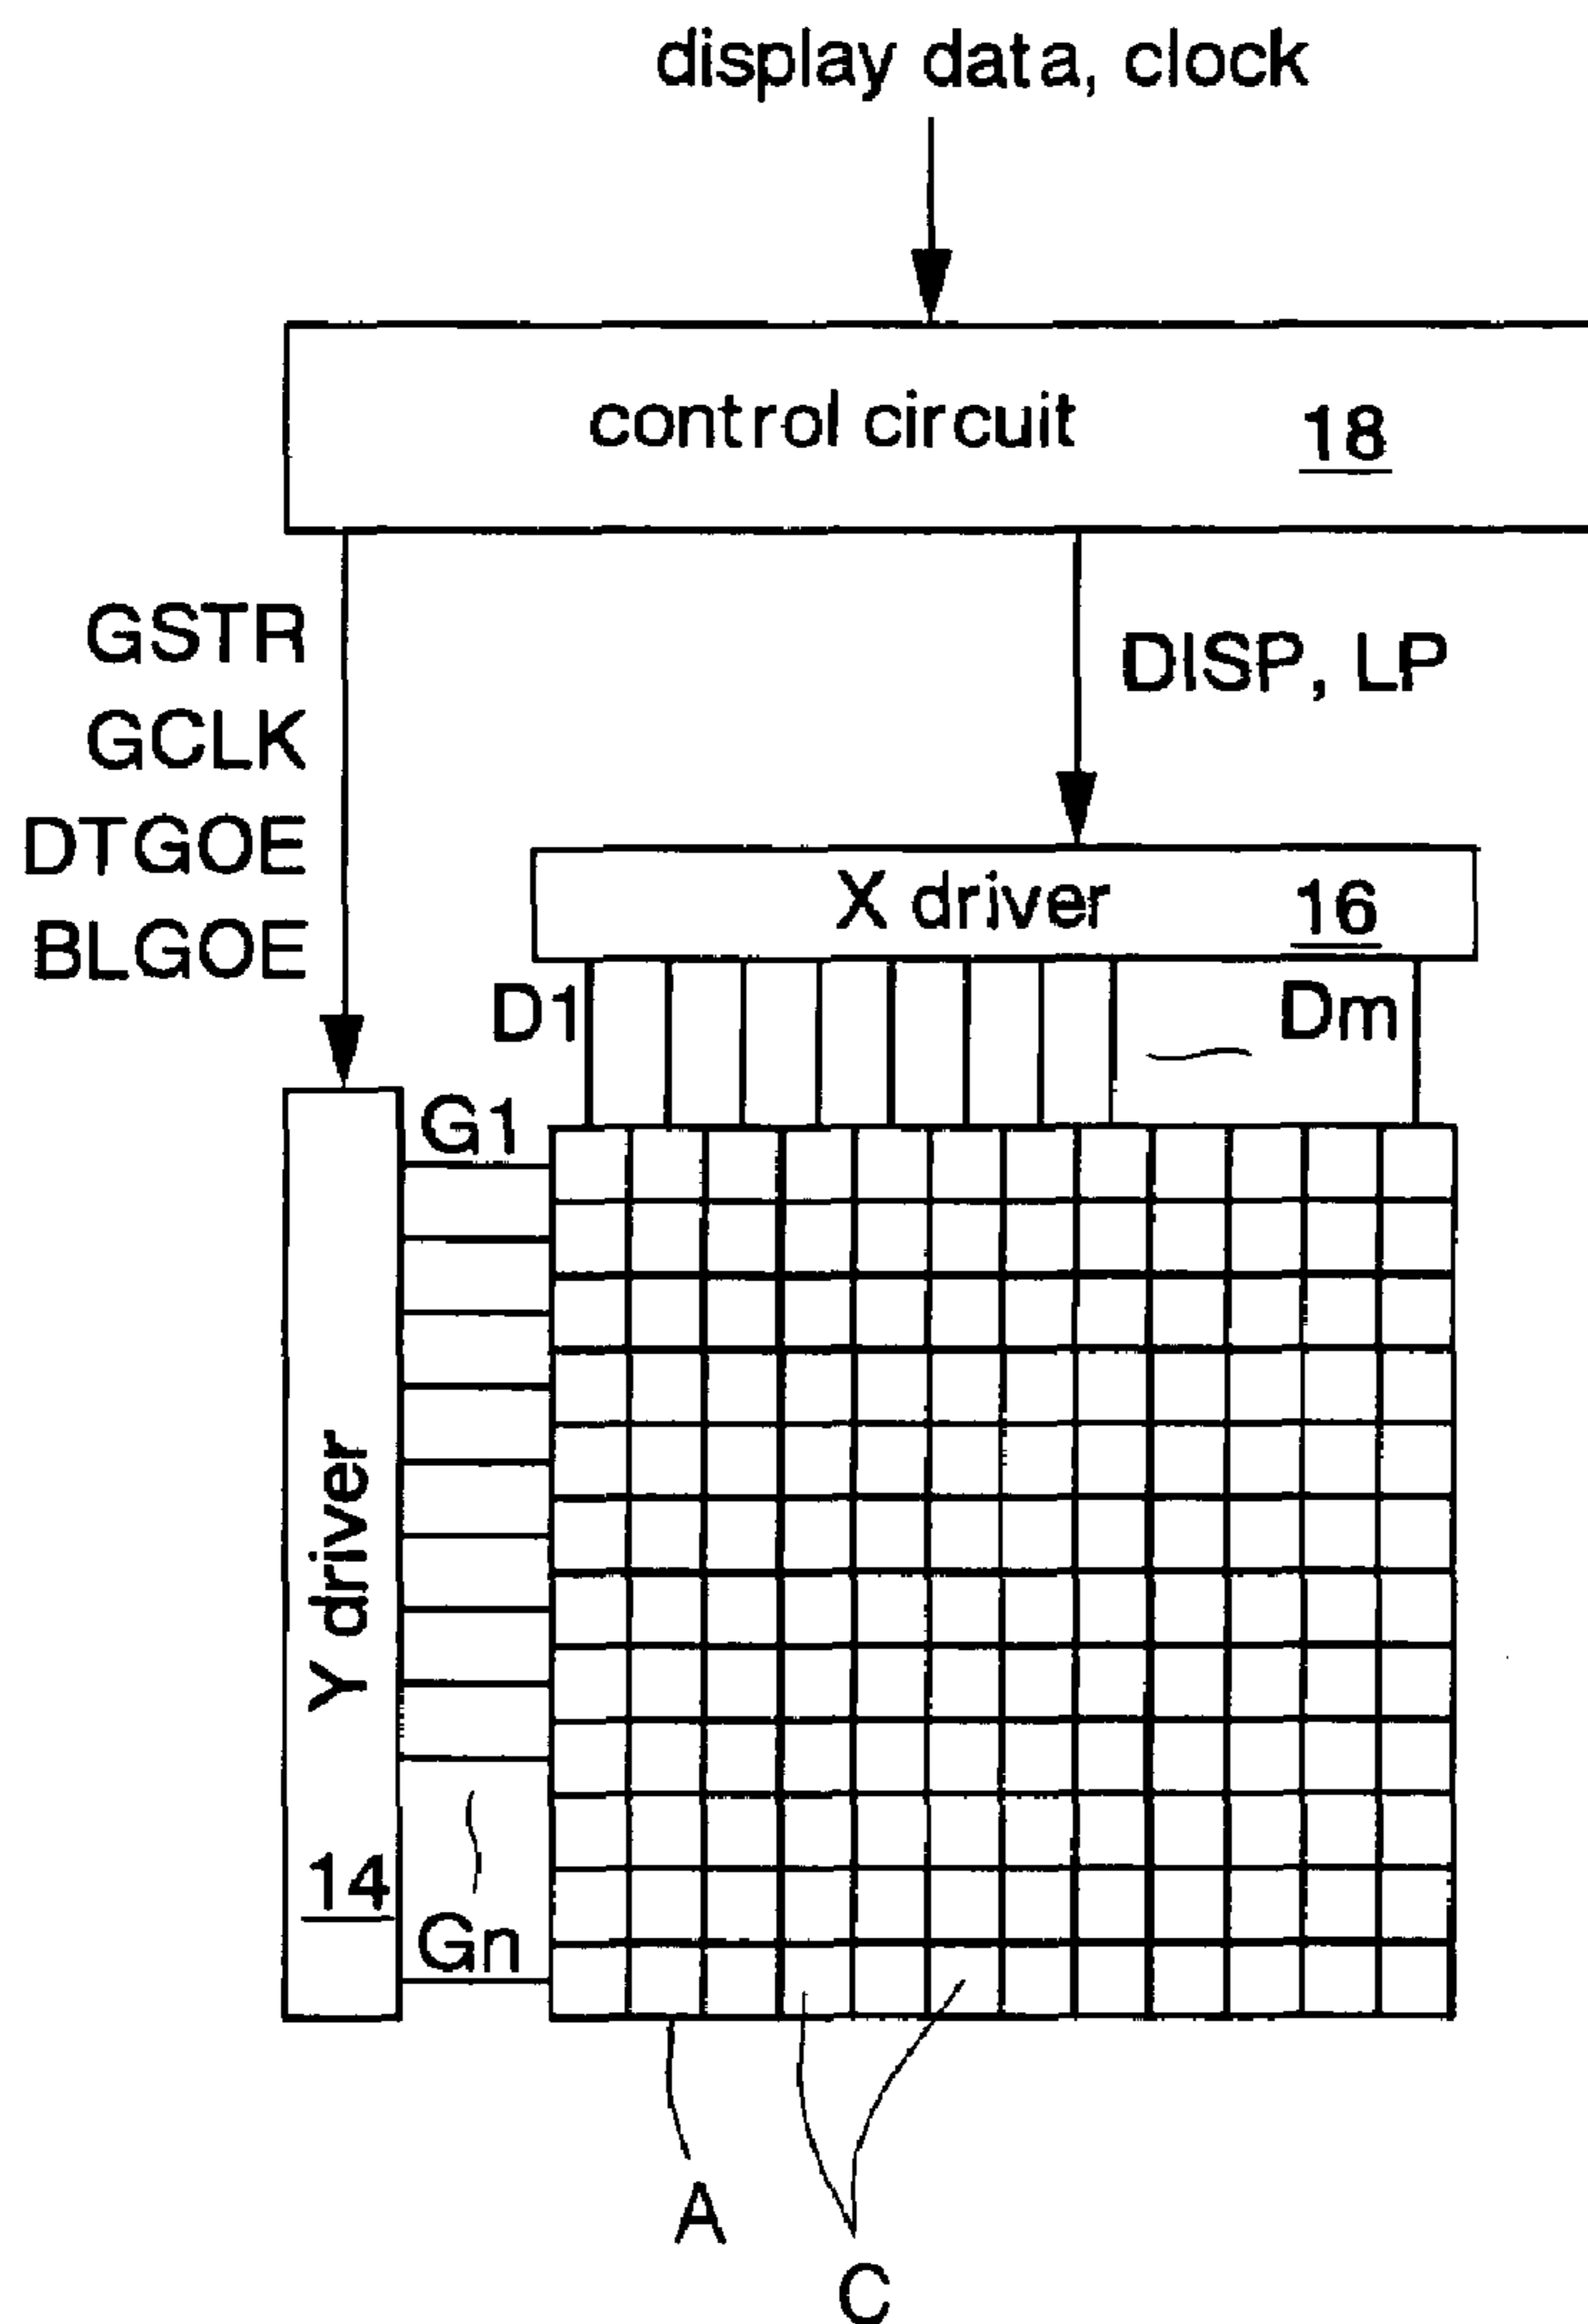 display data, clock
control circuit 18
GSTR
GCLK
DTGOE
BLGOE
DISP, LP
X driver 16
D1
Dm
G1
Y driver
14
Gn
A
C